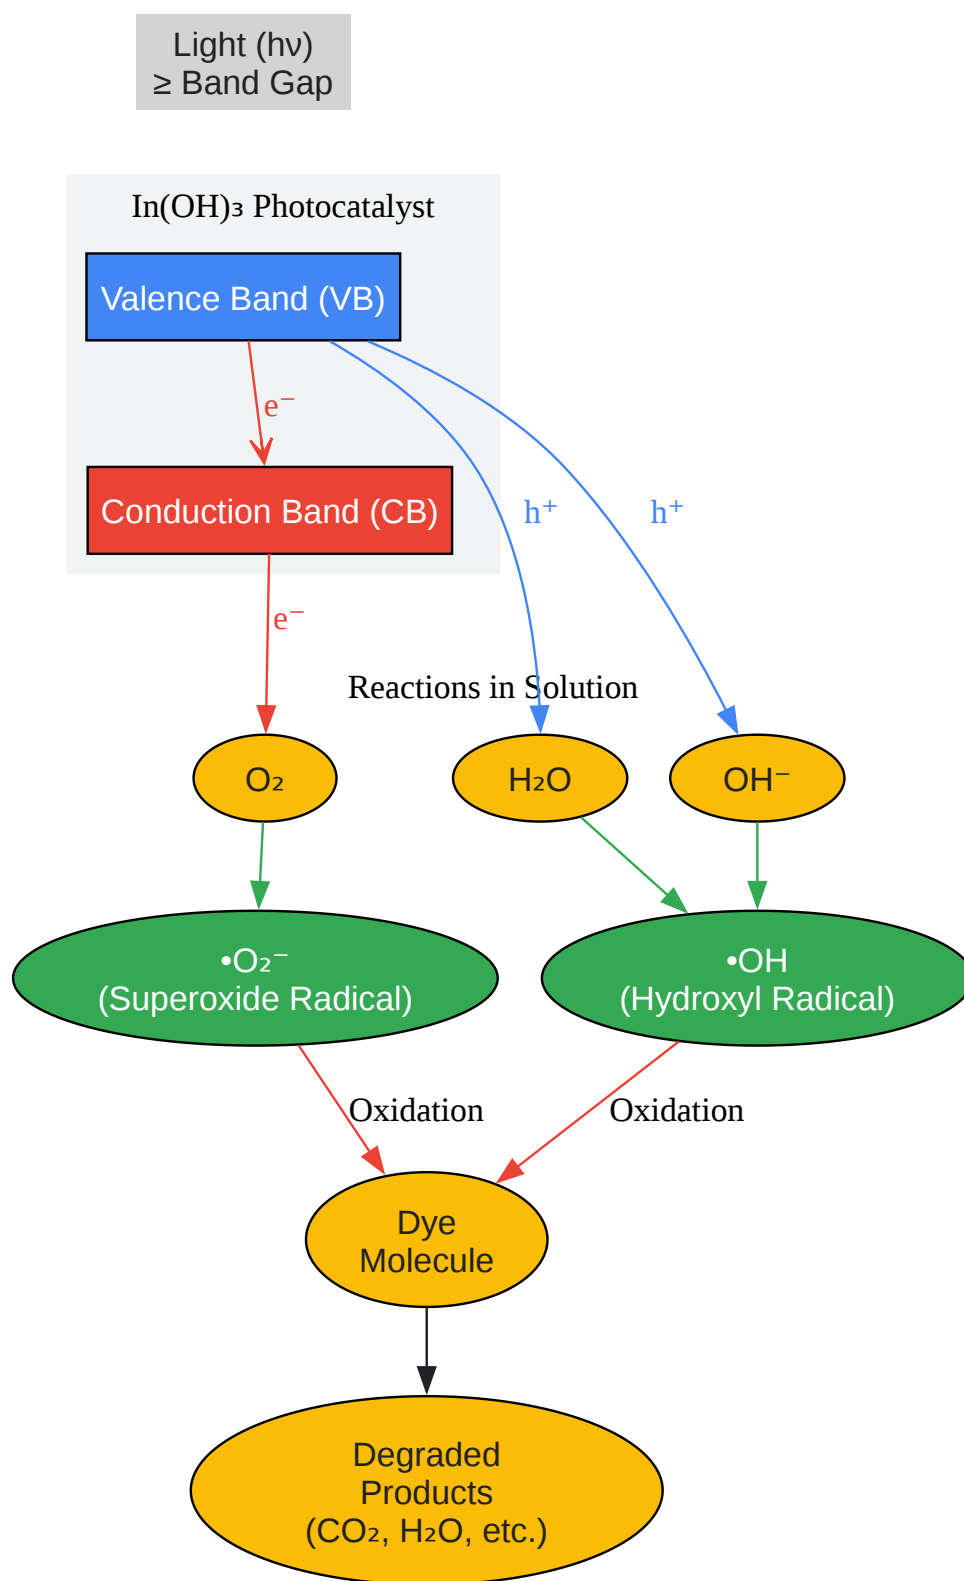 Light (hν)
≥ Band Gap
In(OH)₃ Photocatalyst
Valence Band (VB)
e⁻
Conduction Band (CB)
h⁺
h⁺
e⁻
Reactions in Solution
O₂
H₂O
OH⁻
•O₂⁻
(Superoxide Radical)
•OH
(Hydroxyl Radical)
Oxidation
Oxidation
Dye
Molecule
Degraded
Products
(CO₂, H₂O, etc.)